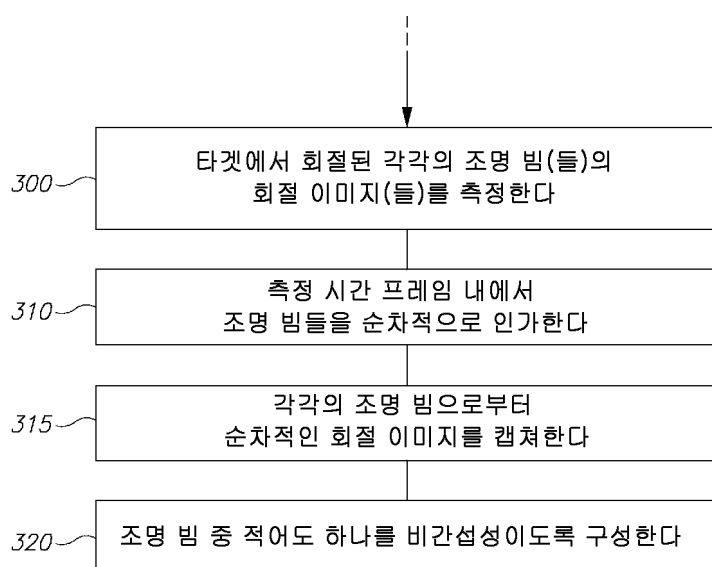 타겟에서 회절된 각각의 조명 빔(들)의
300
회절 이미지(들)를 측정한다
측정 시간 프레임 내에서
310
조명 빔들을 순차적으로 인가한다
각각의 조명 빔으로부터
315
순차적인 회절 이미지를 캡쳐한다
320
조명 빔 중 적어도 하나를 비간섭성이도록 구성한다